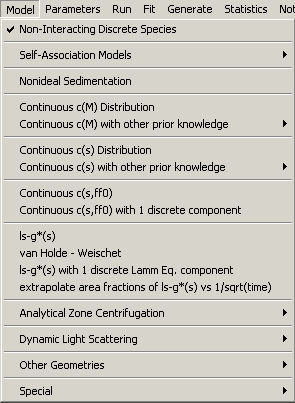 Model Parameters Run Fit Generate Statistics
Non-Interacting Discrete Species
Self-Association Models
Nonideal Sedimentation
Continuous c(M) Distribution
Continuous c(M) with other prior knowledge
Continuous c(s) Distribution
Continuous c(s) with other prior knowledge
Continuous c(s,ff0)
Continuous c(s,ff0) with 1 discrete component
ls-g*(s)
van Holde - Weischet
ls-g*(s) with 1 discrete Lamm Eq. component
extrapolate area fractions of ls-g*(s) vs 1/sqrt(time)
Analytical Zone Centrifugation
Dynamic Light Scattering
Other Geometries
Special